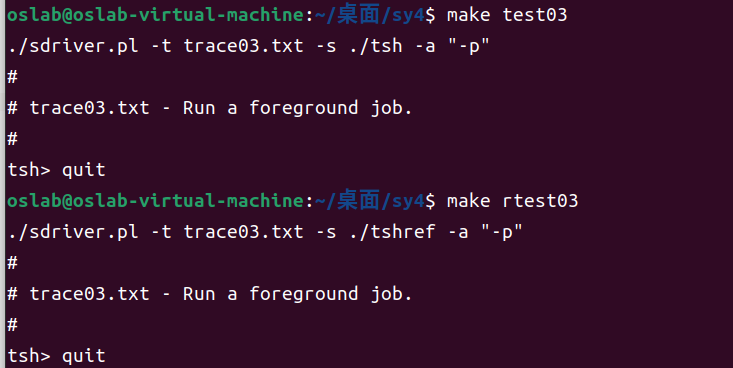 oslab@oslab-virtual-machine:~/桌面/sy4$ make test03
./sdriver.pl -t trace03.txt -s ./tsh -a "-p"
#
# trace03.txt - Run a foreground job.
#
tsh> quit
oslab@oslab-virtual-machine:~/桌面/sy4$ make rtest03
./sdriver.pl -t trace03.txt -s ./tshref -a "-p"
#
# trace03.txt - Run a foreground job.
#
tsh> quit